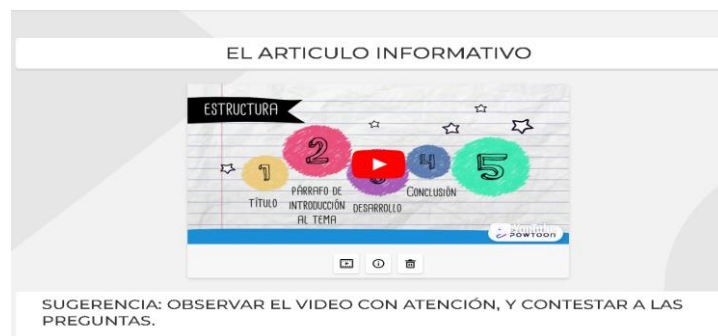 EL ARTICULO INFORMATIVO
ESTRUCTURA
1
2
3
4
5
TÍTULO
PÁRRAFO DE
INTRODUCCIÓN
AL TEMA
DESARROLLO
CONCLUSIÓN
POWTOON
SUGERENCIA: OBSERVAR EL VIDEO CON ATENCIÓN, Y CONTESTAR A LAS
PREGUNTAS.